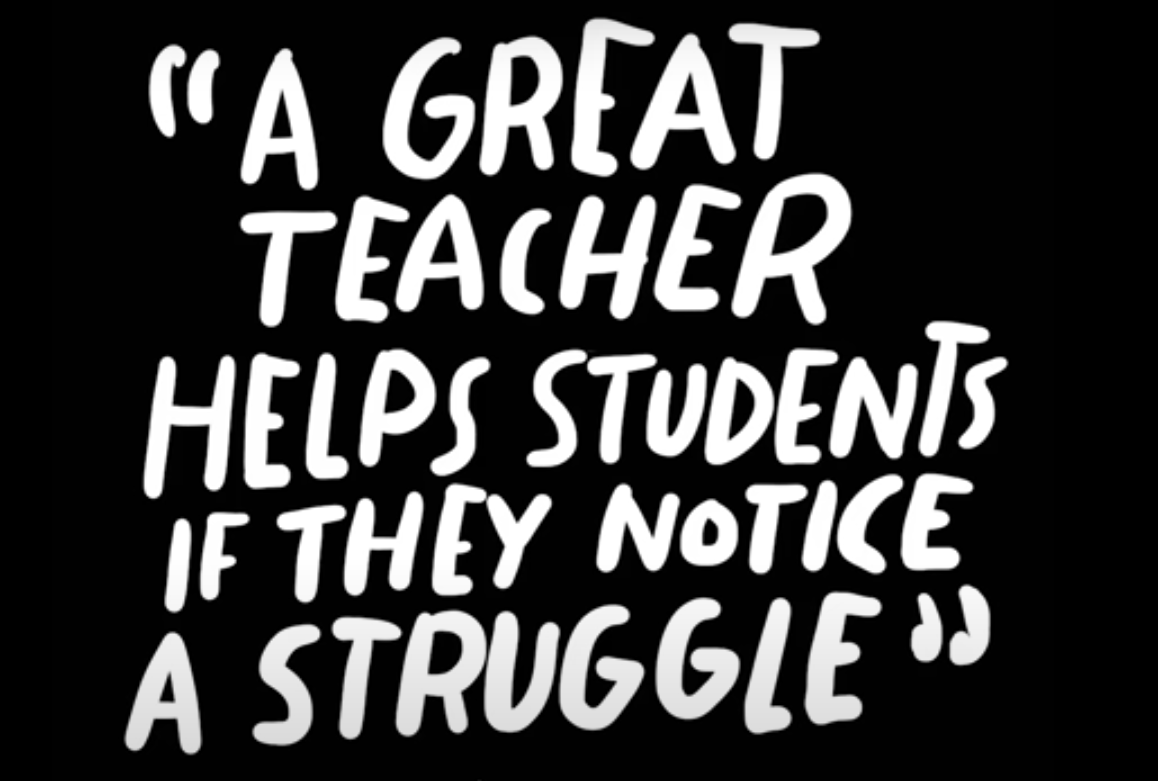 “A GREAT
TEACHER
HELPS STUDENTS
IF THEY NOTICE
A STRUGGLE”